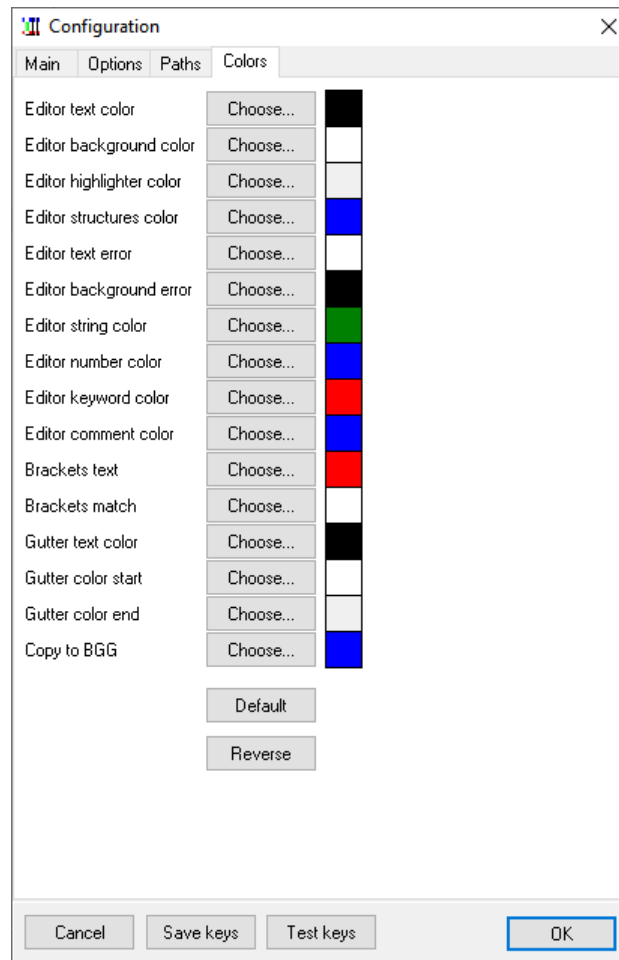 Configuration
Main Options Paths Colors
Editor text color Choose...
Editor background color Choose...
Editor highlighter color Choose...
Editor structures color Choose...
Editor text error Choose...
Editor background error Choose...
Editor string color Choose...
Editor number color Choose...
Editor keyword color Choose...
Editor comment color Choose...
Brackets text Choose...
Brackets match Choose...
Gutter text color Choose...
Gutter color start Choose...
Gutter color end Choose...
Copy to BGG Choose...
Default
Reverse
Cancel Save keys Test keys OK